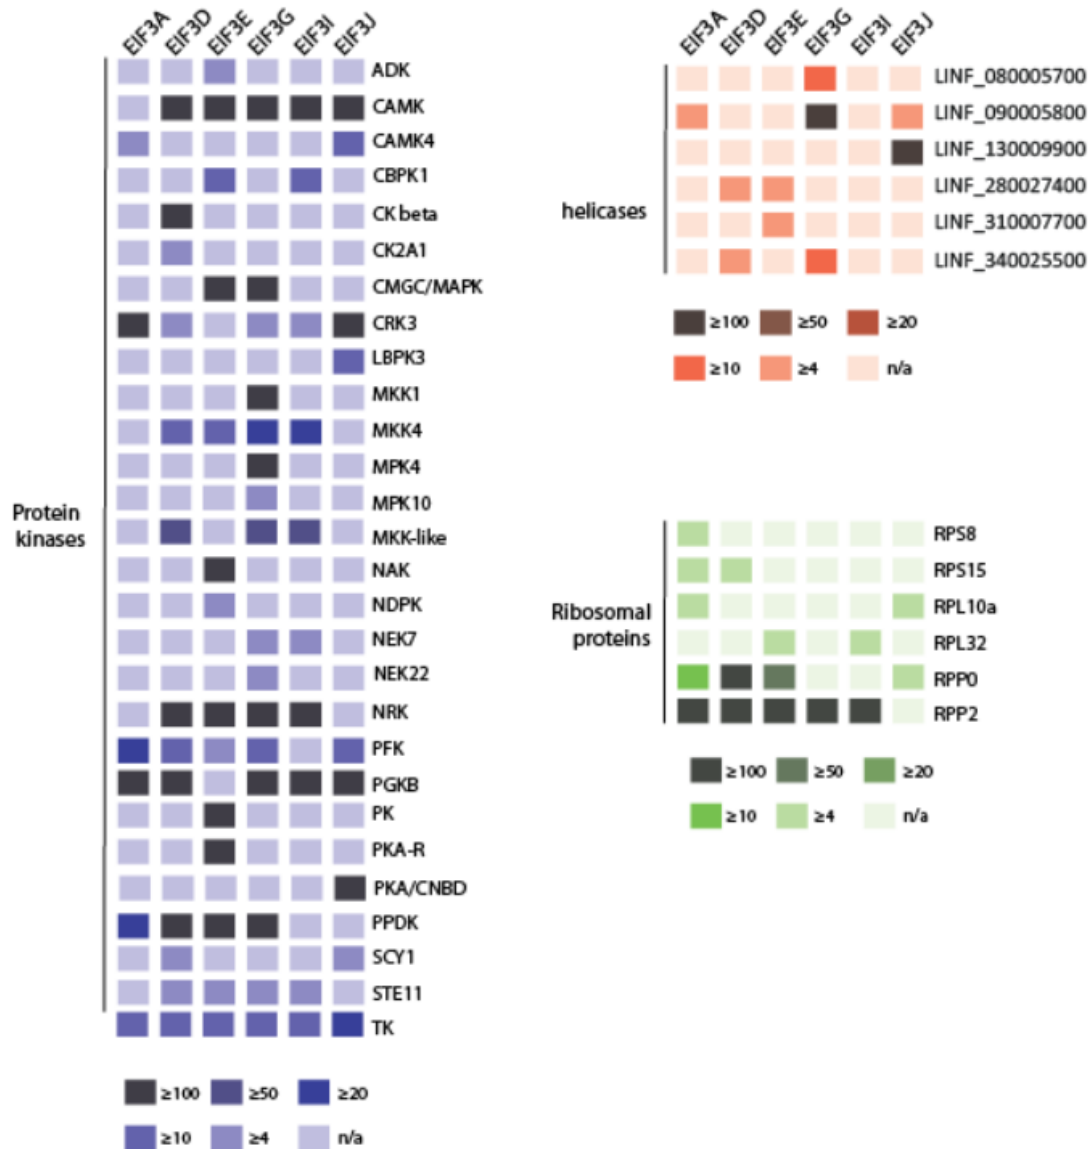 EIF3A EIF3D EIF3E EIF3G EIF3I EIF3J
ADK
CAMK
CAMK4
CBPK1
CK beta
CK2A1
CMGC/MAPK
CRK3
LBPK3
MKK1
MKK4
MPK4
MPK10
MKK-like
NAK
NDPK
NEK7
NEK22
NRK
PFK
PGKB
PK
PKA-R
PKA/CNBD
PPDK
SCY1
STE11
TK
Protein
kinases
≥100 ≥50 ≥20
≥10 ≥4 n/a
EIF3A EIF3D EIF3E EIF3G EIF3I EIF3J
LINF_080005700
LINF_090005800
LINF_130009900
LINF_280027400
LINF_310007700
LINF_340025500
helicases
≥100 ≥50 ≥20
≥10 ≥4 n/a
RPS8
RPS15
RPL10a
RPL32
RPP0
RPP2
Ribosomal
proteins
≥100 ≥50 ≥20
≥10 ≥4 n/a